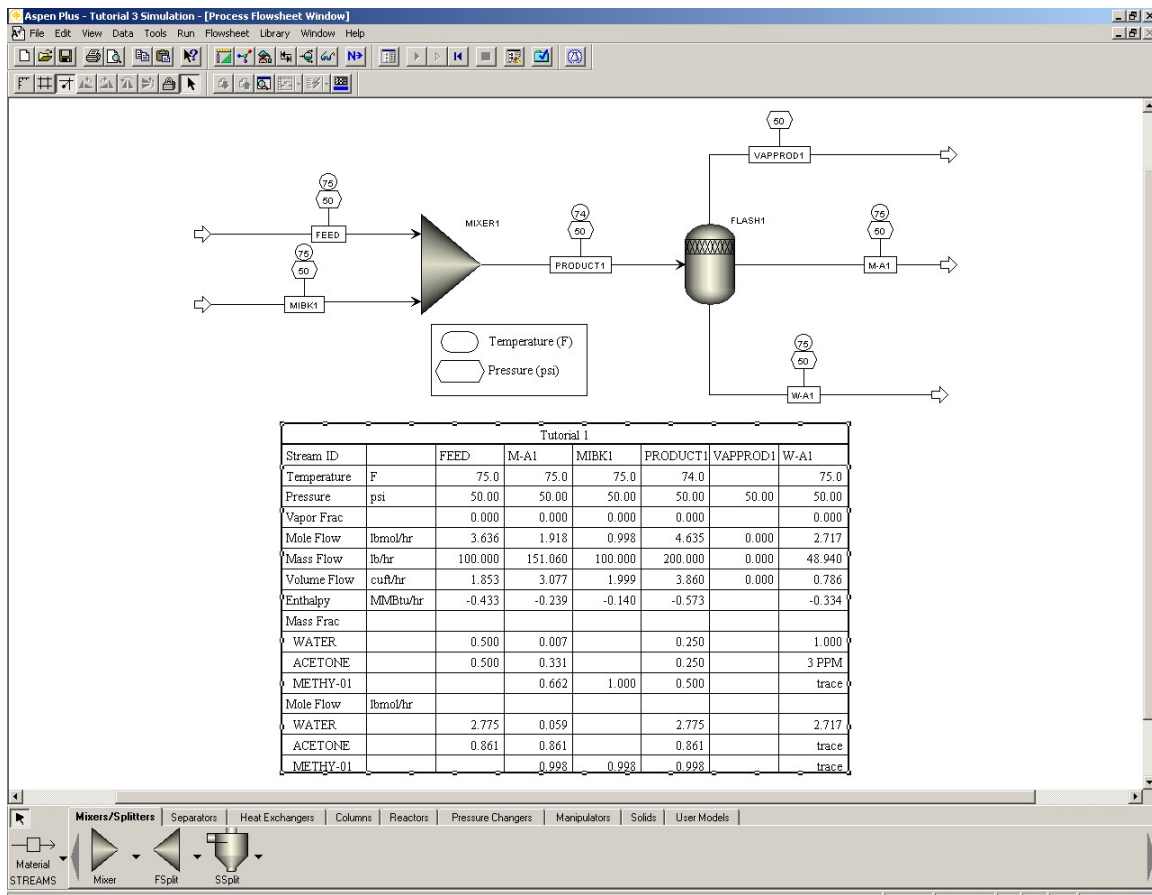 Aspen Plus - Tutorial 3 Simulation - [Process Flowsheet Window]
File Edit View Data Tools Run Flowsheet Library Window Help
N>
50
VAPPROD1
75
50
FEED
75
50
MIBK1
MIXER1
74
50
PRODUCT1
FLASH1
75
50
M-A1
Temperature (F)
Pressure (psi)
75
50
W-A1
Tutorial 1
Stream ID FEED M-A1 MIBK1 PRODUCT1 VAPPROD1 W-A1
Temperature F 75.0 75.0 75.0 74.0 75.0
Pressure psi 50.00 50.00 50.00 50.00 50.00 50.00
Vapor Frac 0.000 0.000 0.000 0.000 0.000
Mole Flow lbmol/hr 3.636 1.918 0.998 4.635 0.000 2.717
Mass Flow lb/hr 100.000 151.060 100.000 200.000 0.000 48.940
Volume Flow cuft/hr 1.853 3.077 1.999 3.860 0.000 0.786
Enthalpy MMBtu/hr -0.433 -0.239 -0.140 -0.573 -0.334
Mass Frac
WATER 0.500 0.007 0.250 1.000
ACETONE 0.500 0.331 0.250 3 PPM
METHY-01 0.662 1.000 0.500 trace
Mole Flow lbmol/hr
WATER 2.775 0.059 2.775 2.717
ACETONE 0.861 0.861 0.861 trace
METHY-01 0.998 0.998 0.998 trace
Mixers/Splitters Separators Heat Exchangers Columns Reactors Pressure Changers Manipulators Solids User Models
Material
STREAMS
Mixer FSplit SSplit